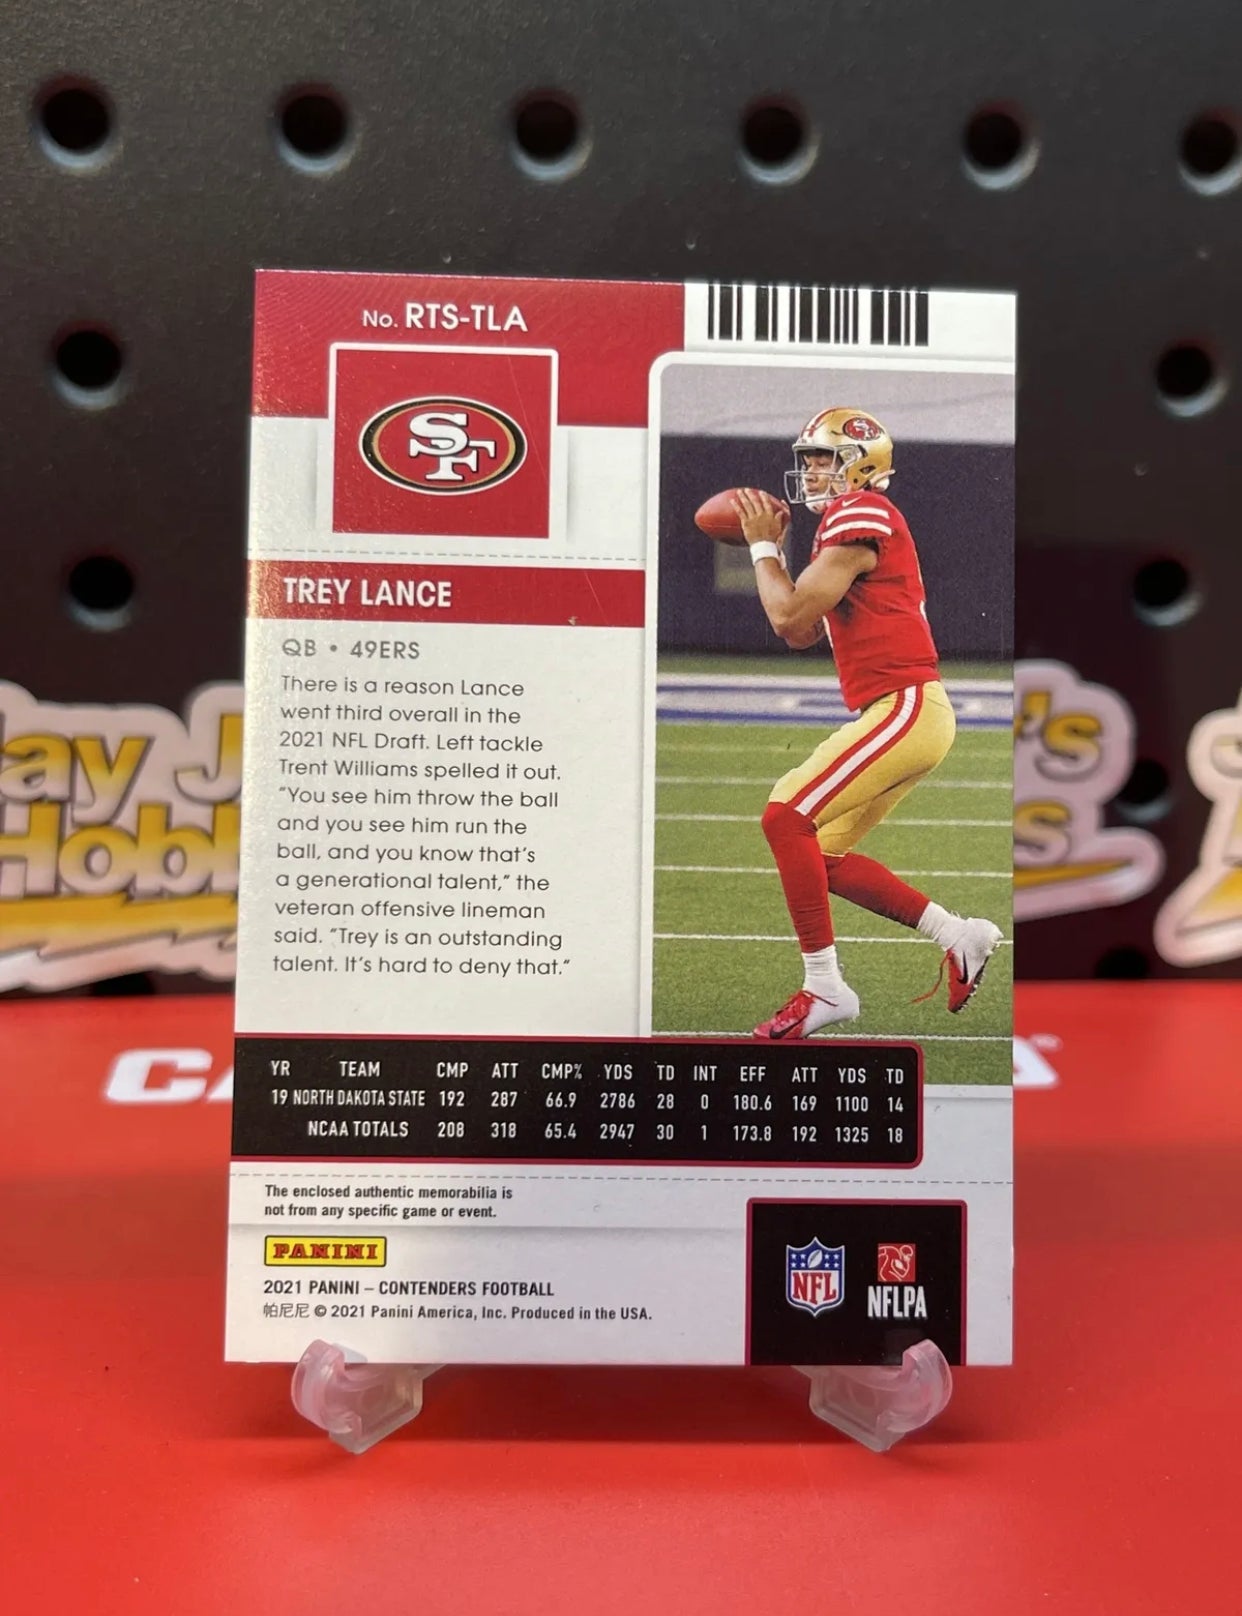 No. RTS-TLA
SF
TREY LANCE
QB • 49ERS
There is a reason Lance
went third overall in the
2021 NFL Draft. Left tackle
Trent Williams spelled it out.
"You see him throw the ball
and you see him run the
ball, and you know that's
a generational talent," the
veteran offensive lineman
said. "Trey is an outstanding
talent. It's hard to deny that."
YR TEAM CMP ATT CMP% YDS TD INT EFF ATT YDS TD
19 NORTH DAKOTA STATE 192 287 66.9 2786 28 0 180.6 169 1100 14
NCAA TOTALS 208 318 65.4 2947 30 1 173.8 192 1325 18
The enclosed authentic memorabilia is
not from any specific game or event.
PANINI
2021 PANINI – CONTENDERS FOOTBALL
帕尼尼 © 2021 Panini America, Inc. Produced in the USA.
NFL
NFLPA